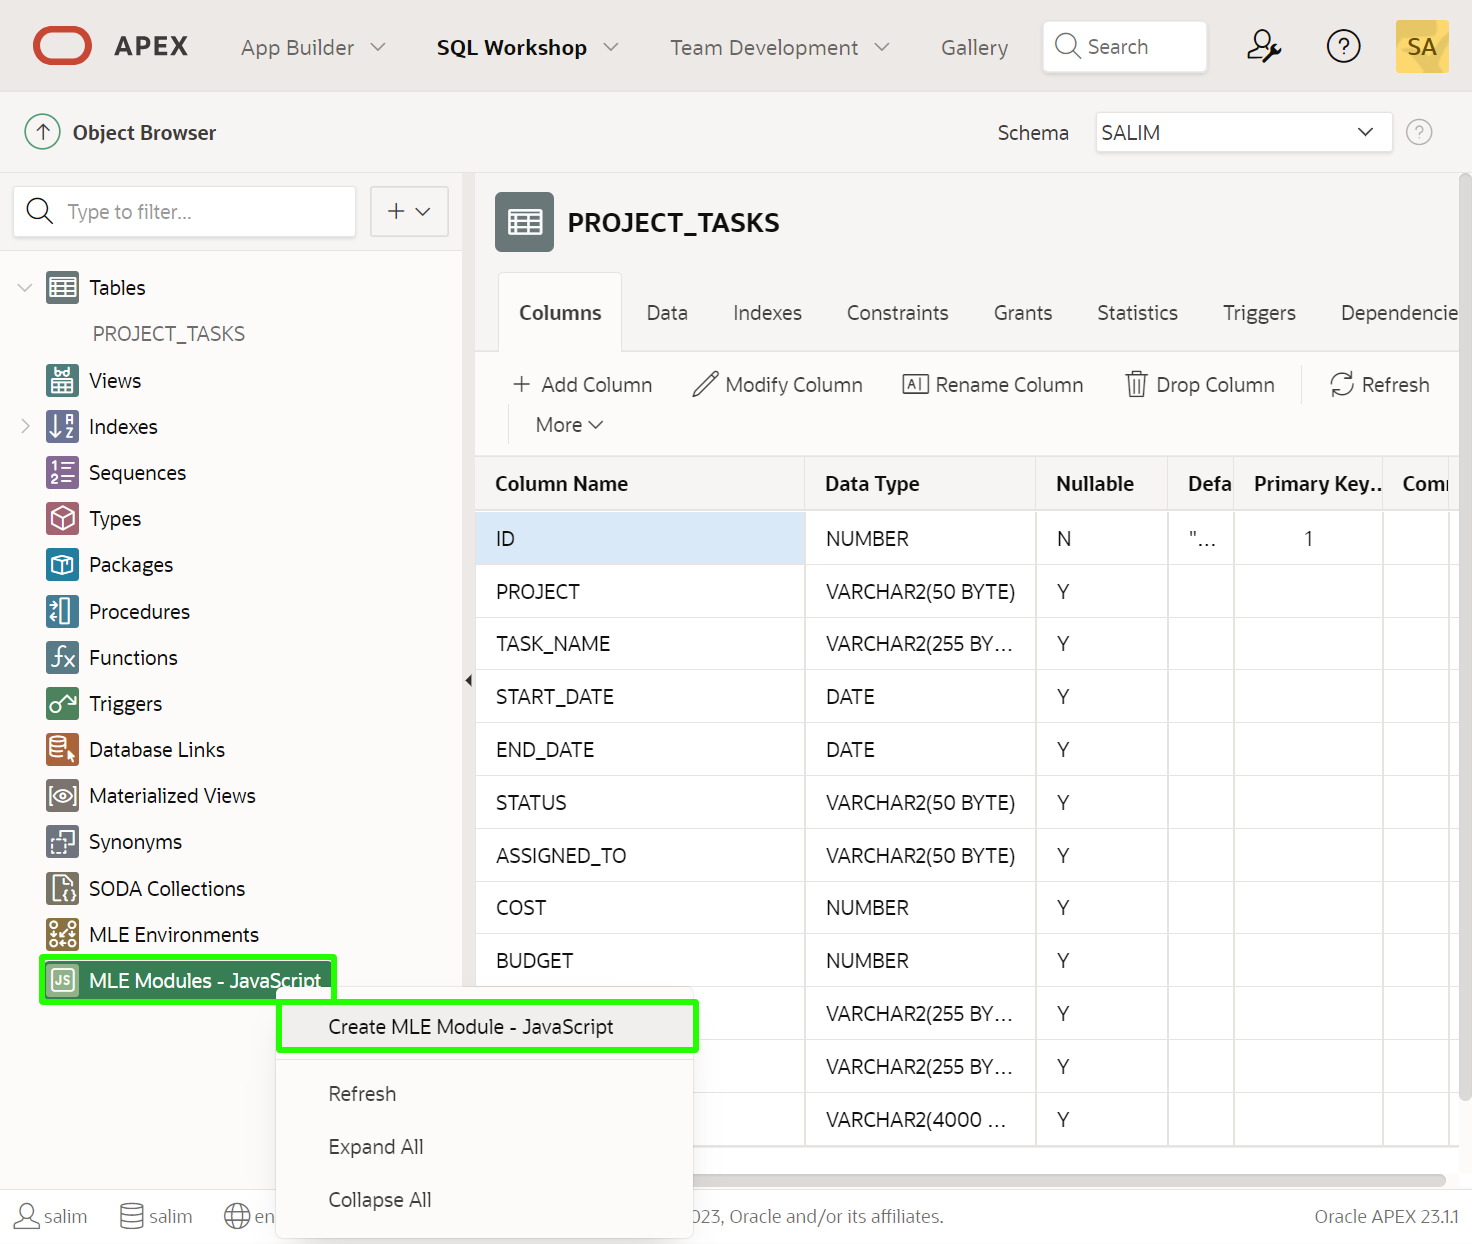 APEX App Builder SQL Workshop Team Development Gallery Search SA
Object Browser Schema SALIM
Type to filter...
PROJECT_TASKS
Tables
PROJECT_TASKS
Views
Indexes
Sequences
Types
Packages
Procedures
Functions
Triggers
Database Links
Materialized Views
Synonyms
SODA Collections
MLE Environments
JS MLE Modules - JavaScript
Create MLE Module - JavaScript
Refresh
Expand All
Collapse All
Columns Data Indexes Constraints Grants Statistics Triggers Dependencie
Add Column Modify Column Rename Column Drop Column Refresh
More
Column Name Data Type Nullable Defa Primary Key... Com
ID NUMBER N "... 1
PROJECT VARCHAR2(50 BYTE) Y
TASK_NAME VARCHAR2(255 BY... Y
START_DATE DATE Y
END_DATE DATE Y
STATUS VARCHAR2(50 BYTE) Y
ASSIGNED_TO VARCHAR2(50 BYTE) Y
COST NUMBER Y
BUDGET NUMBER Y
VARCHAR2(255 BY... Y
VARCHAR2(255 BY... Y
VARCHAR2(4000 ... Y
salim salim en 023, Oracle and/or its affiliates. Oracle APEX 23.1.1